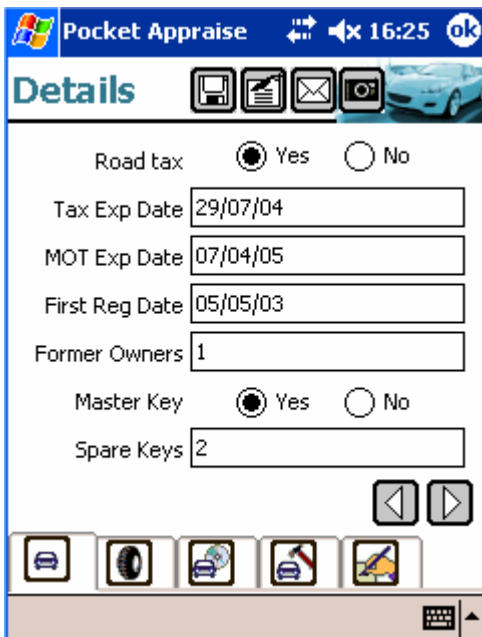 Pocket Appraise 16:25 ok
Details
Road tax Yes No
Tax Exp Date 29/07/04
MOT Exp Date 07/04/05
First Reg Date 05/05/03
Former Owners 1
Master Key Yes No
Spare Keys 2